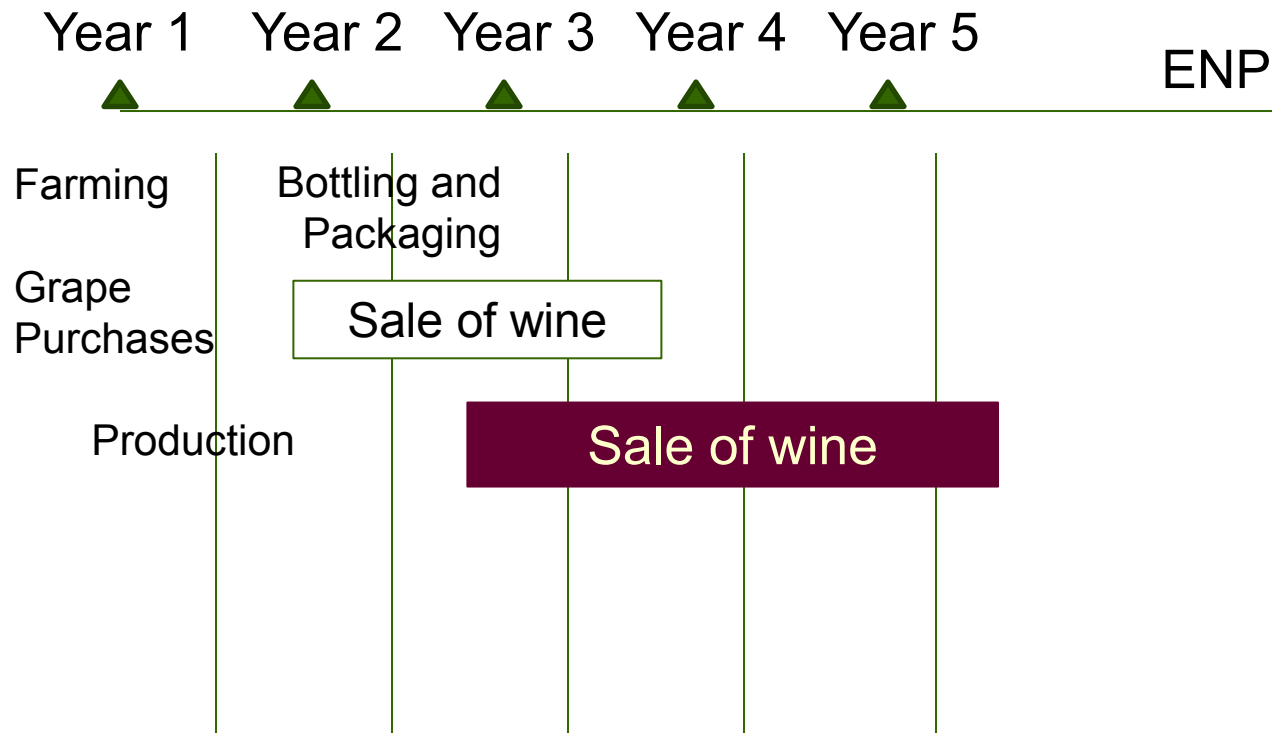 Year 1 Year 2 Year 3 Year 4 Year 5
ENP
Farming
Bottling and
Packaging
Grape
Purchases
Sale of wine
Production
Sale of wine